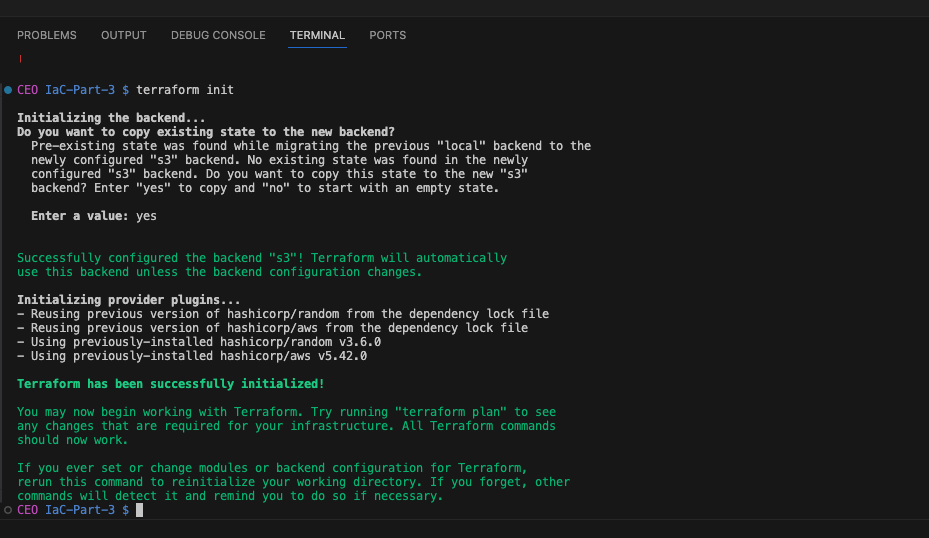 PROBLEMS OUTPUT DEBUG CONSOLE TERMINAL PORTS
CEO IaC-Part-3 $ terraform init
Initializing the backend...
Do you want to copy existing state to the new backend?
Pre-existing state was found while migrating the previous "local" backend to the
newly configured "s3" backend. No existing state was found in the newly
configured "s3" backend. Do you want to copy this state to the new "s3"
backend? Enter "yes" to copy and "no" to start with an empty state.
Enter a value: yes
Successfully configured the backend "s3"! Terraform will automatically
use this backend unless the backend configuration changes.
Initializing provider plugins...
- Reusing previous version of hashicorp/random from the dependency lock file
- Reusing previous version of hashicorp/aws from the dependency lock file
- Using previously-installed hashicorp/random v3.6.0
- Using previously-installed hashicorp/aws v5.42.0
Terraform has been successfully initialized!
You may now begin working with Terraform. Try running "terraform plan" to see
any changes that are required for your infrastructure. All Terraform commands
should now work.
If you ever set or change modules or backend configuration for Terraform,
rerun this command to reinitialize your working directory. If you forget, other
commands will detect it and remind you to do so if necessary.
CEO IaC-Part-3 $